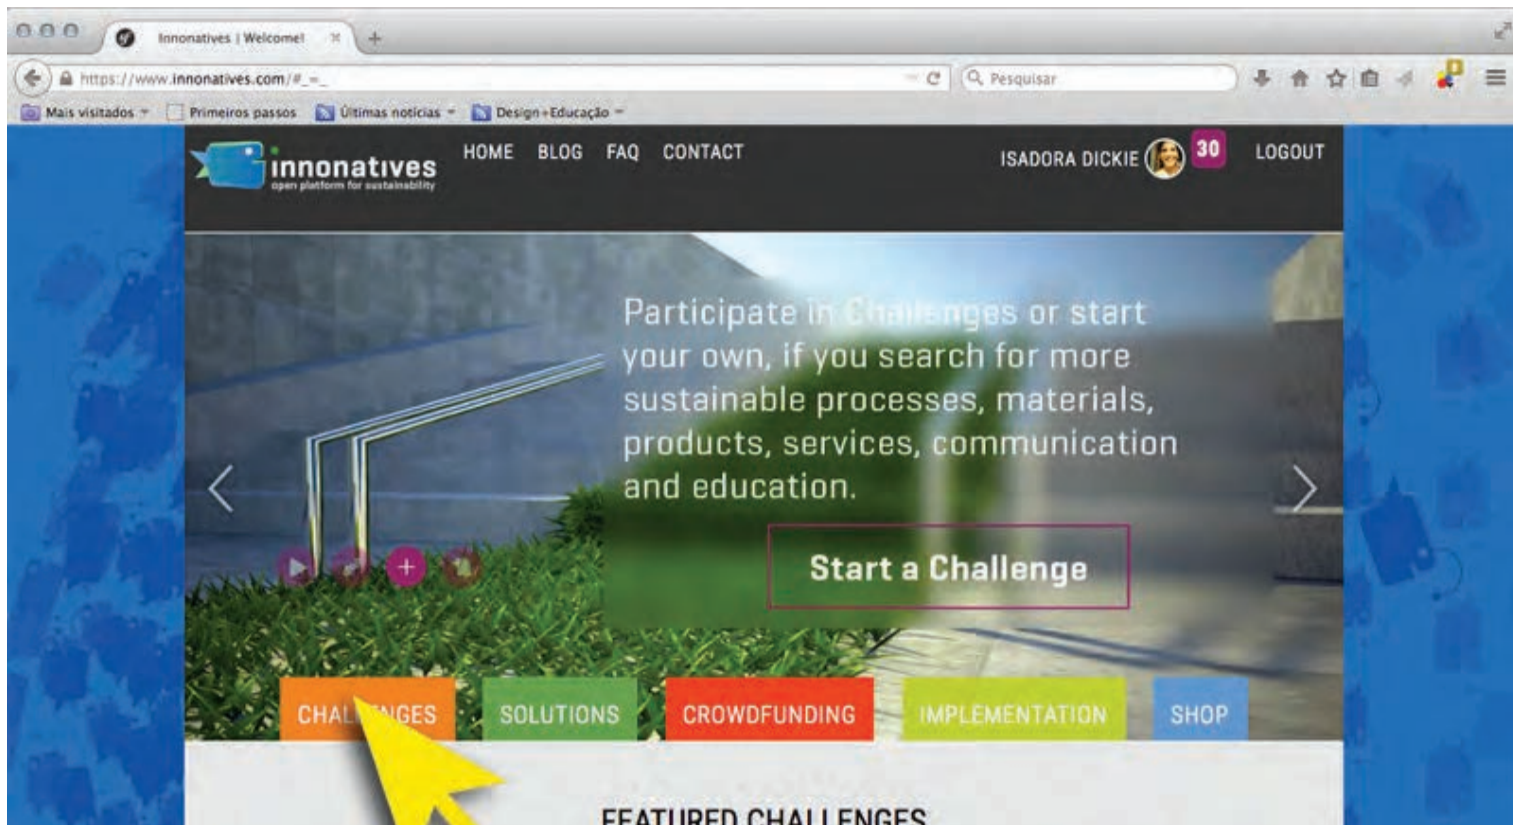 Innonatives | Welcome!
https://www.innonatives.com/#_=_
Pesquisar
Mais visitados
Primeiros passos
Últimas notícias
Design+Educação
innonatives
open platform for sustainability
HOME BLOG FAQ CONTACT
ISADORA DICKIE
30
LOGOUT
Participate in Challenges or start
your own, if you search for more
sustainable processes, materials,
products, services, communication
and education.
Start a Challenge
CHALLENGES SOLUTIONS CROWDFUNDING IMPLEMENTATION SHOP
FEATURED CHALLENGES